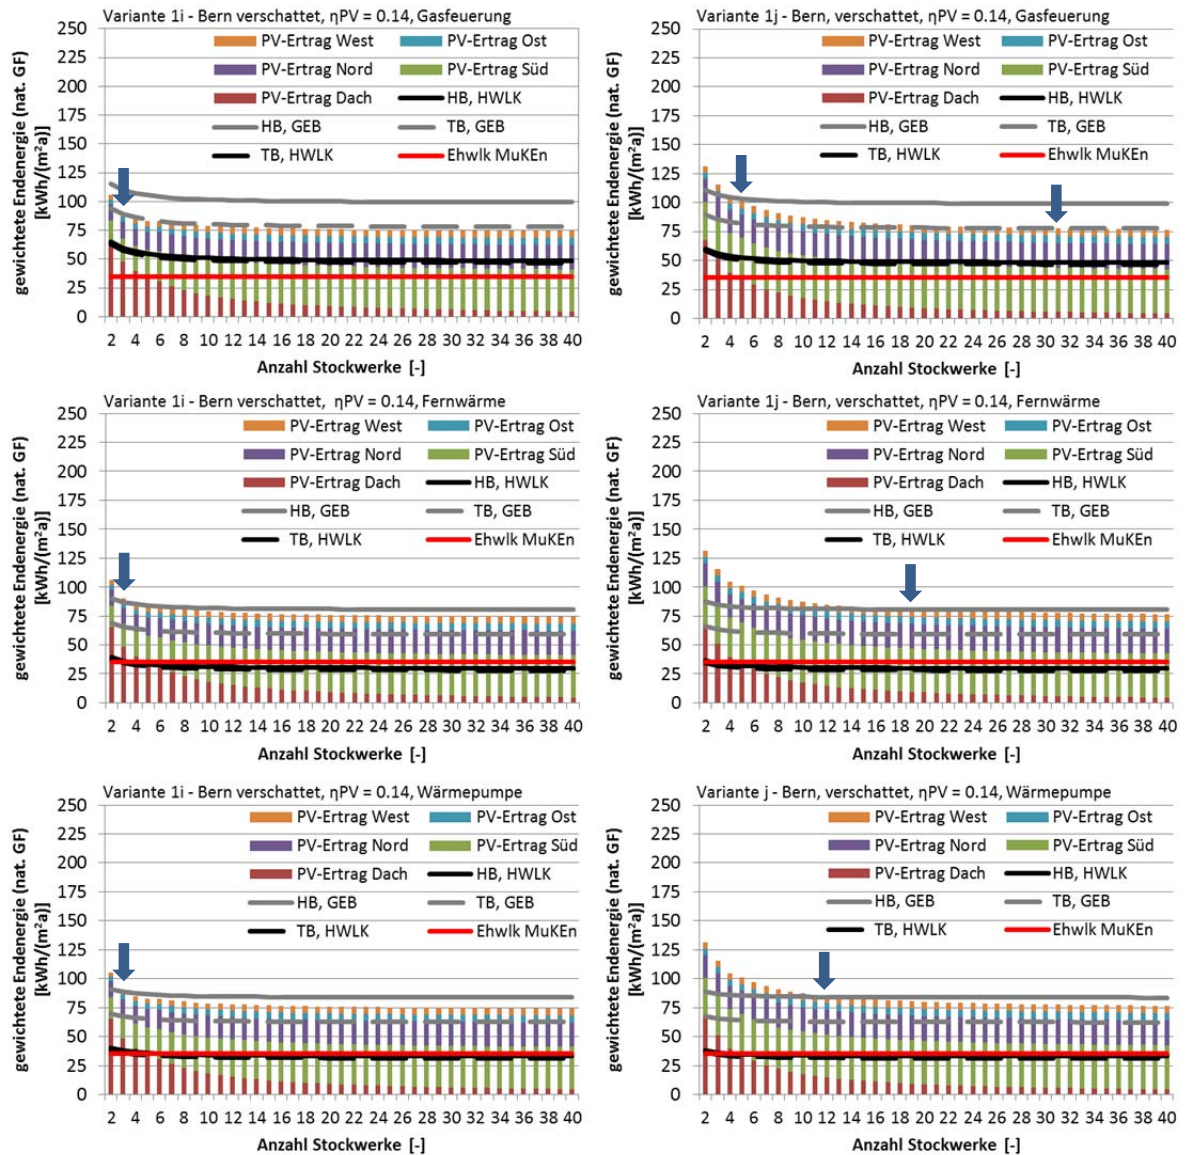 Variante 1i - Bern verschattet, ηPV = 0.14, Gasfeuerung
gewichtete Endenergie (nat. GF)
[kWh/(m²a)]
250
225
200
175
150
125
100
75
50
25
0
PV-Ertrag West
PV-Ertrag Ost
PV-Ertrag Nord
PV-Ertrag Süd
PV-Ertrag Dach
HB, HWLK
HB, GEB
TB, GEB
TB, HWLK
Ehwlk MuKEn
2 4 6 8 10 12 14 16 18 20 22 24 26 28 30 32 34 36 38 40
Anzahl Stockwerke [-]
Variante 1j - Bern, verschattet, ηPV = 0.14, Gasfeuerung
gewichtete Endenergie (nat. GF)
[kWh/(m²a)]
250
225
200
175
150
125
100
75
50
25
0
PV-Ertrag West
PV-Ertrag Ost
PV-Ertrag Nord
PV-Ertrag Süd
PV-Ertrag Dach
HB, HWLK
HB, GEB
TB, GEB
TB, HWLK
Ehwlk MuKEn
2 4 6 8 10 12 14 16 18 20 22 24 26 28 30 32 34 36 38 40
Anzahl Stockwerke [-]
Variante 1i - Bern verschattet, ηPV = 0.14, Fernwärme
gewichtete Endenergie (nat. GF)
[kWh/(m²a)]
250
225
200
175
150
125
100
75
50
25
0
PV-Ertrag West
PV-Ertrag Ost
PV-Ertrag Nord
PV-Ertrag Süd
PV-Ertrag Dach
HB, HWLK
HB, GEB
TB, GEB
TB, HWLK
Ehwlk MuKEn
2 4 6 8 10 12 14 16 18 20 22 24 26 28 30 32 34 36 38 40
Anzahl Stockwerke [-]
Variante 1j - Bern, verschattet, ηPV = 0.14, Fernwärme
gewichtete Endenergie (nat. GF)
[kWh/(m²a)]
250
225
200
175
150
125
100
75
50
25
0
PV-Ertrag West
PV-Ertrag Ost
PV-Ertrag Nord
PV-Ertrag Süd
PV-Ertrag Dach
HB, HWLK
HB, GEB
TB, GEB
TB, HWLK
Ehwlk MuKEn
2 4 6 8 10 12 14 16 18 20 22 24 26 28 30 32 34 36 38 40
Anzahl Stockwerke [-]
Variante 1i - Bern verschattet, ηPV = 0.14, Wärmepumpe
gewichtete Endenergie (nat. GF)
[kWh/(m²a)]
250
225
200
175
150
125
100
75
50
25
0
PV-Ertrag West
PV-Ertrag Ost
PV-Ertrag Nord
PV-Ertrag Süd
PV-Ertrag Dach
HB, HWLK
HB, GEB
TB, GEB
TB, HWLK
Ehwlk MuKEn
2 4 6 8 10 12 14 16 18 20 22 24 26 28 30 32 34 36 38 40
Anzahl Stockwerke [-]
Variante j - Bern, verschattet, ηPV = 0.14, Wärmepumpe
gewichtete Endenergie (nat. GF)
[kWh/(m²a)]
250
225
200
175
150
125
100
75
50
25
0
PV-Ertrag West
PV-Ertrag Ost
PV-Ertrag Nord
PV-Ertrag Süd
PV-Ertrag Dach
HB, HWLK
HB, GEB
TB, GEB
TB, HWLK
Ehwlk MuKEn
2 4 6 8 10 12 14 16 18 20 22 24 26 28 30 32 34 36 38 40
Anzahl Stockwerke [-]